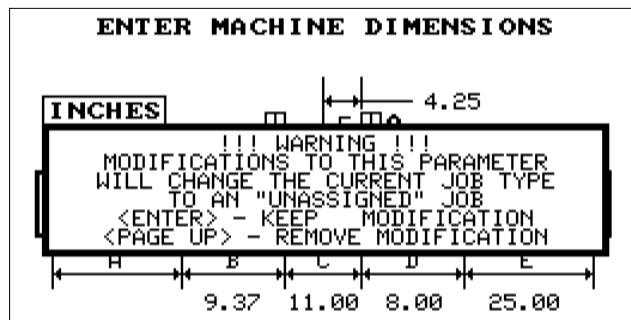 ENTER MACHINE DIMENSIONS
4.25
INCHES
!!! WARNING !!!
MODIFICATIONS TO THIS PARAMETER
WILL CHANGE THE CURRENT JOB TYPE
TO AN "UNASSIGNED" JOB
<ENTER> - KEEP MODIFICATION
<PAGE UP> - REMOVE MODIFICATION
A B C D E
9.37 11.00 8.00 25.00